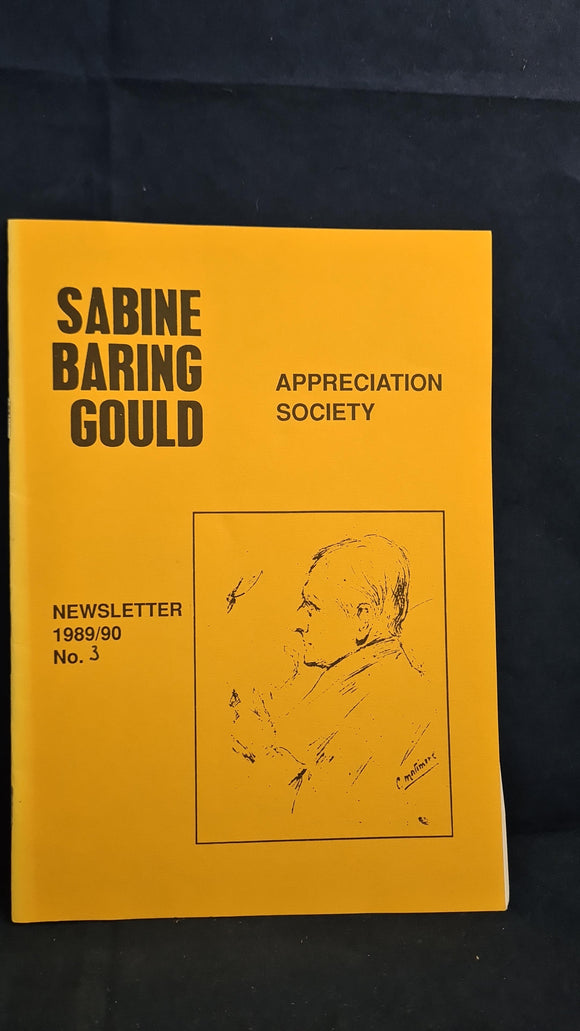 SABINE
BARING
GOULD
APPRECIATION
SOCIETY
NEWSLETTER
1989/90
No. 3